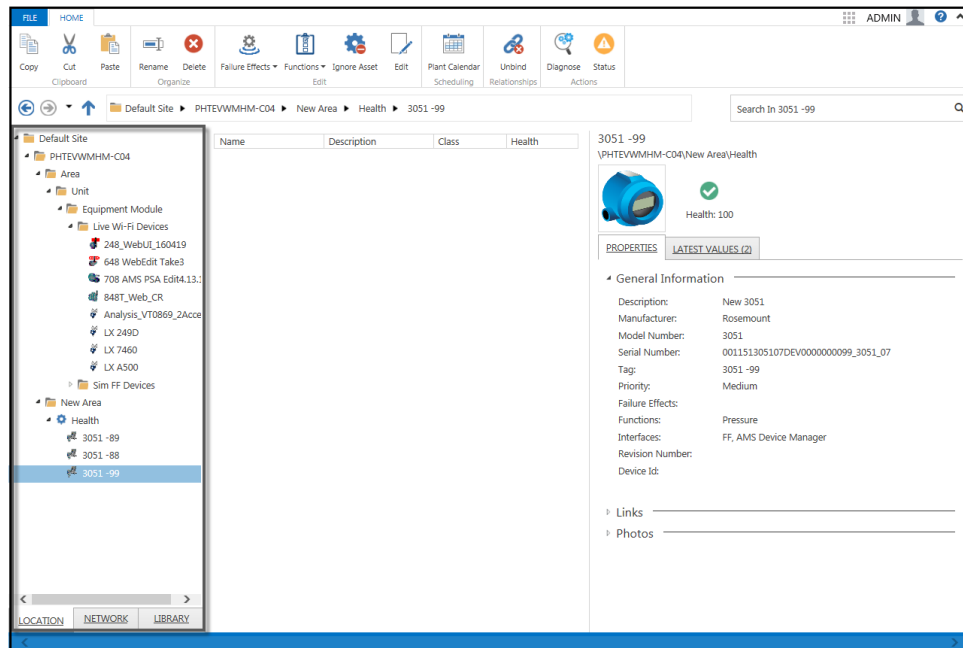 FILE HOME ADMIN ?
Copy Cut Paste Rename Delete Failure Effects Functions Ignore Asset Edit Plant Calendar Unbind Diagnose Status
Clipboard Organize Edit Scheduling Relationships Actions
Default Site PHTEVWMHM-C04 New Area Health 3051 -99 Search In 3051 -99
Default Site
PHTEVWMHM-C04
Area
Unit
Equipment Module
Live Wi-Fi Devices
248_WebUI_160419
648 WebEdit Take3
708 AMS PSA Edit4.13.:
848T_Web_CR
Analysis_VT0869_2Acce
LX 249D
LX 7460
LX A500
Sim FF Devices
New Area
Health
3051 -89
3051 -88
3051 -99
LOCATION NETWORK LIBRARY
Name Description Class Health
3051 -99
\PHTEVWMHM-C04\New Area\Health
Health: 100
PROPERTIES LATEST VALUES (2)
General Information
Description: New 3051
Manufacturer: Rosemount
Model Number: 3051
Serial Number: 001151305107DEV0000000099_3051_07
Tag: 3051 -99
Priority: Medium
Failure Effects:
Functions: Pressure
Interfaces: FF, AMS Device Manager
Revision Number:
Device Id:
Links
Photos